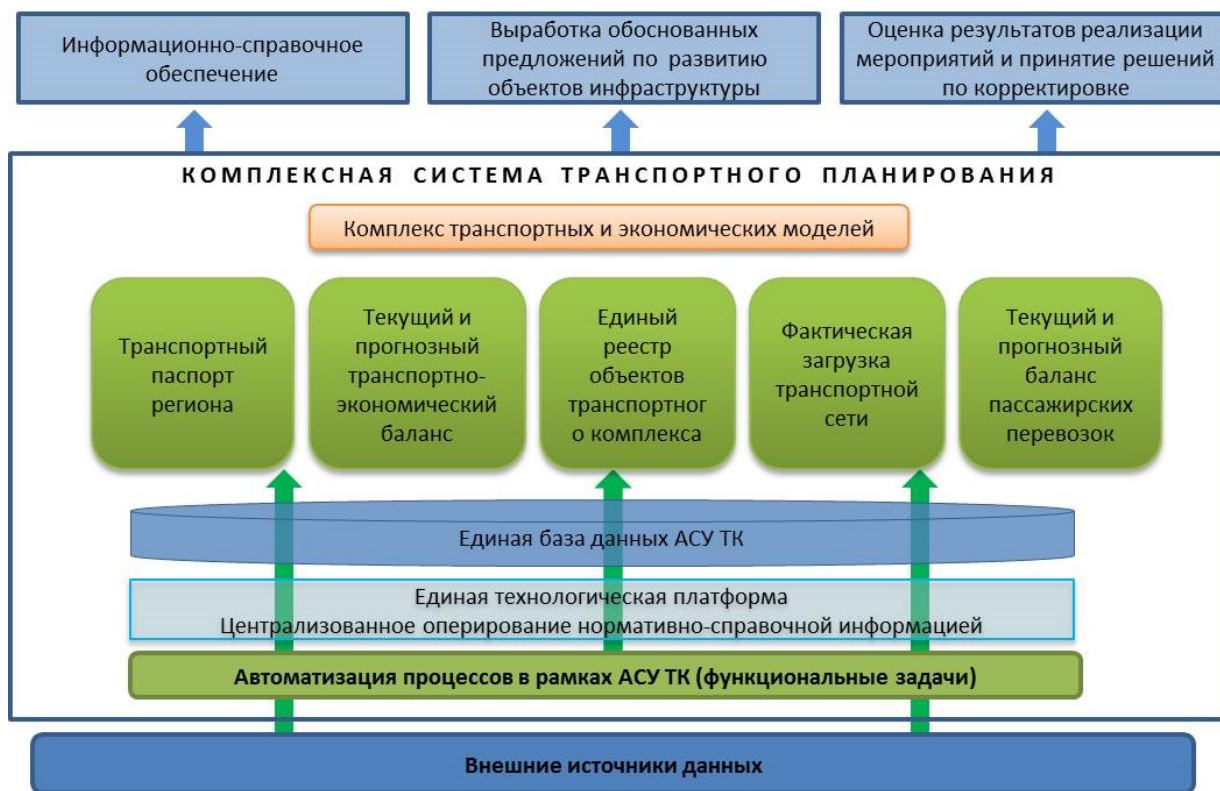 Информационно-справочное
обеспечение
Выработка обоснованных
предложений по развитию
объектов инфраструктуры
Оценка результатов реализации
мероприятий и принятие решений
по корректировке
КОМПЛЕКСНАЯ СИСТЕМА ТРАНСПОРТНОГО ПЛАНИРОВАНИЯ
Комплекс транспортных и экономических моделей
Транспортный
паспорт
региона
Текущий и
прогнозный
транспортно-
экономический
баланс
Единый
реестр
объектов
транспортног
о комплекса
Фактическая
загрузка
транспортной
сети
Текущий и
прогнозный
баланс
пассажирских
перевозок
Единая база данных АСУ ТК
Единая технологическая платформа
Централизованное оперирование нормативно-справочной информацией
Автоматизация процессов в рамках АСУ ТК (функциональные задачи)
Внешние источники данных